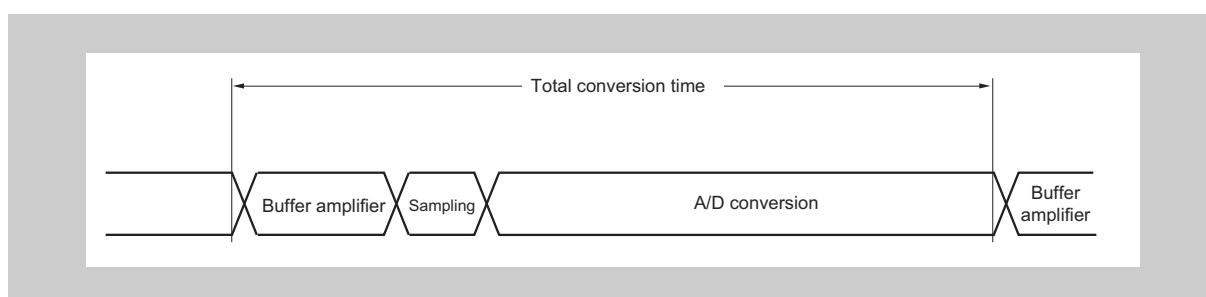 Total conversion time
Buffer amplifier
Sampling
A/D conversion
Buffer
amplifier